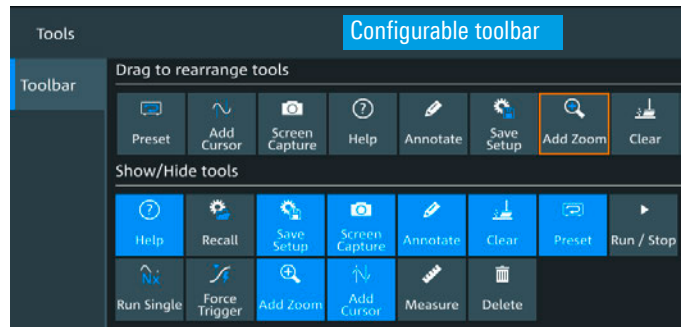 Tools
Configurable toolbar
Toolbar
Drag to rearrange tools
Preset
Add
Cursor
Screen
Capture
Help
Annotate
Save
Setup
Add Zoom
Clear
Show/Hide tools
Help
Recall
Save
Setup
Screen
Capture
Annotate
Clear
Preset
Run / Stop
Nx
Run Single
Force
Trigger
Add Zoom
Add
Cursor
Measure
Delete